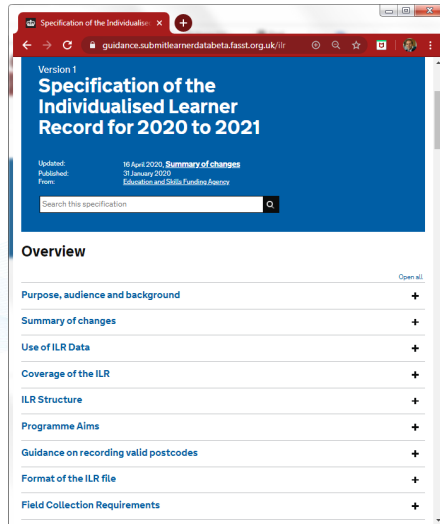 Specification of the Individualise
guidance.submitlearnerdatabeta.fasst.org.uk/ilr
Version 1
Specification of the
Individualised Learner
Record for 2020 to 2021
Updated: 16 April 2020, Summary of changes
Published: 31 January 2020
From: Education and Skills Funding Agency
Search this specification
Overview
Open all
Purpose, audience and background
Summary of changes
Use of ILR Data
Coverage of the ILR
ILR Structure
Programme Aims
Guidance on recording valid postcodes
Format of the ILR file
Field Collection Requirements